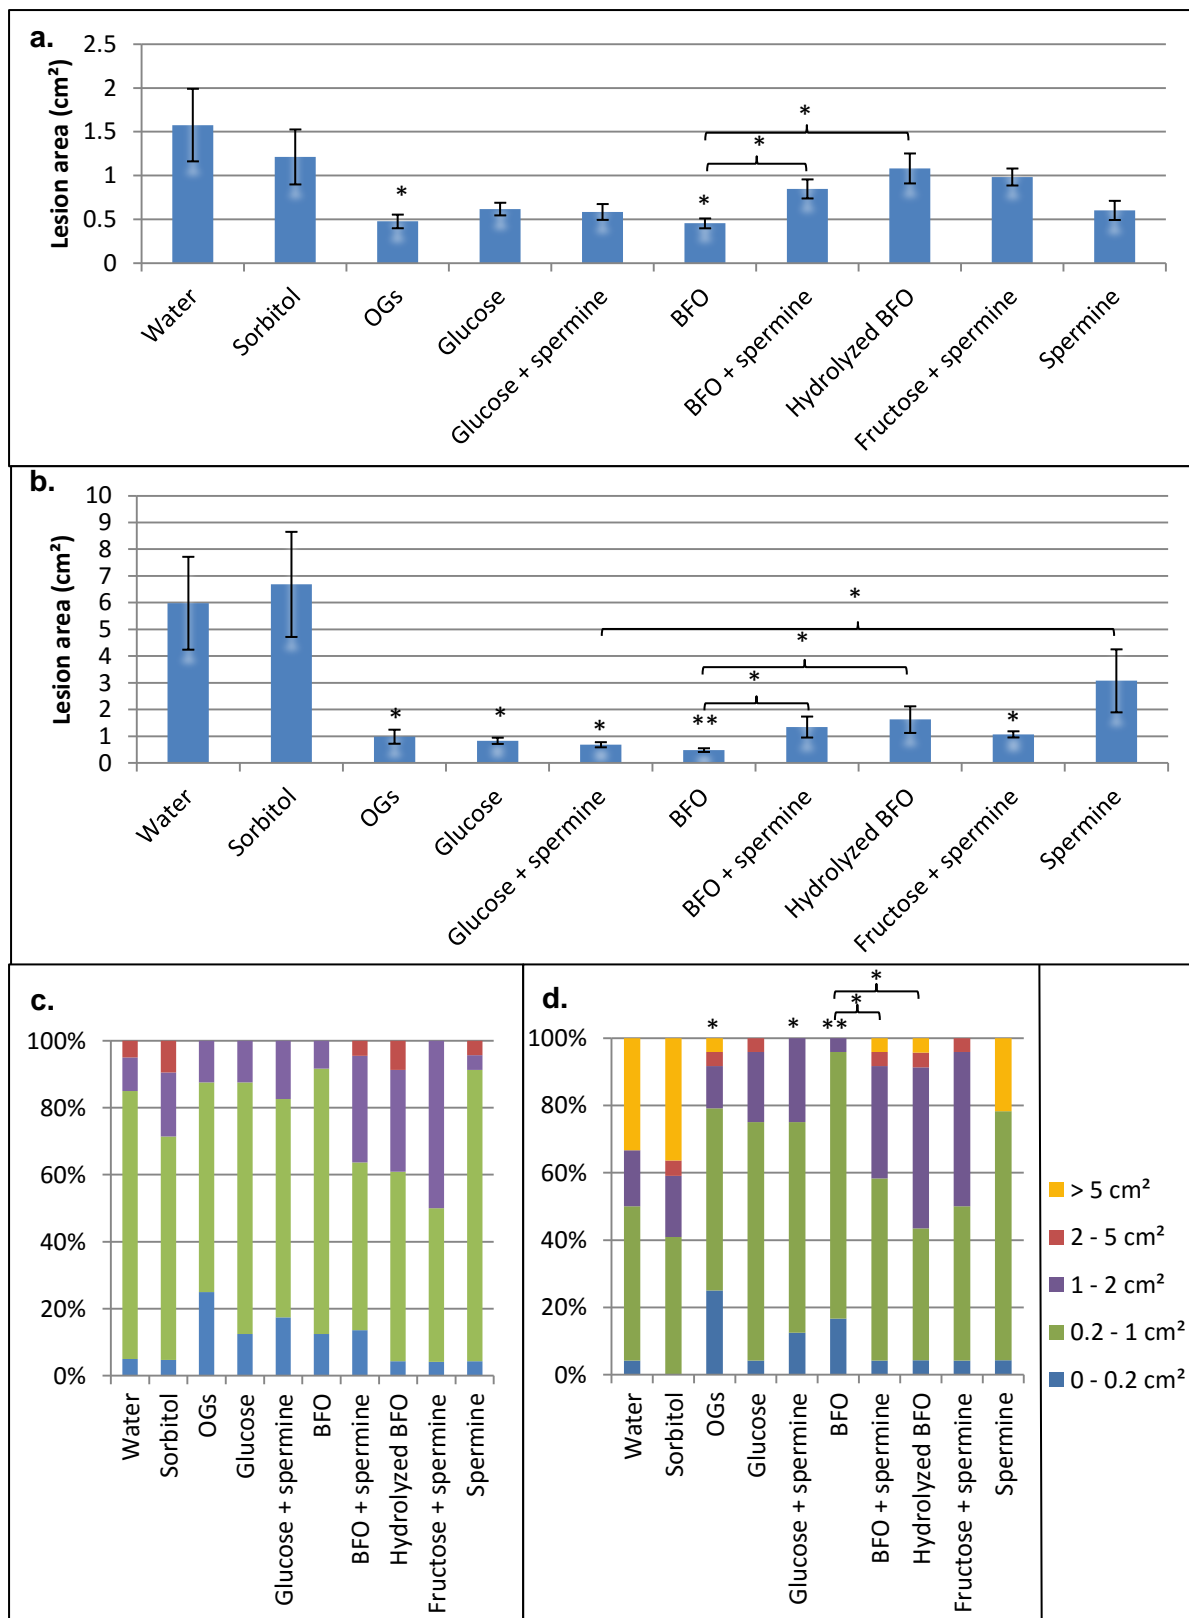 a.
Lesion area (cm²)
2.5
2
1.5
1
0.5
0
*
*
*
*
Water
Sorbitol
OGs
Glucose
Glucose + spermine
BFO
BFO + spermine
Hydrolyzed BFO
Fructose + spermine
Spermine
b.
Lesion area (cm²)
10
9
8
7
6
5
4
3
2
1
0
*
*
*
*
*
*
**
*
Water
Sorbitol
OGs
Glucose
Glucose + spermine
BFO
BFO + spermine
Hydrolyzed BFO
Fructose + spermine
Spermine
c.
100%
80%
60%
40%
20%
0%
Water
Sorbitol
OGs
Glucose
Glucose + spermine
BFO
BFO + spermine
Hydrolyzed BFO
Fructose + spermine
Spermine
d.
*
*
*
*
**
100%
80%
60%
40%
20%
0%
Water
Sorbitol
OGs
Glucose
Glucose + spermine
BFO
BFO + spermine
Hydrolyzed BFO
Fructose + spermine
Spermine
> 5 cm²
2 - 5 cm²
1 - 2 cm²
0.2 - 1 cm²
0 - 0.2 cm²